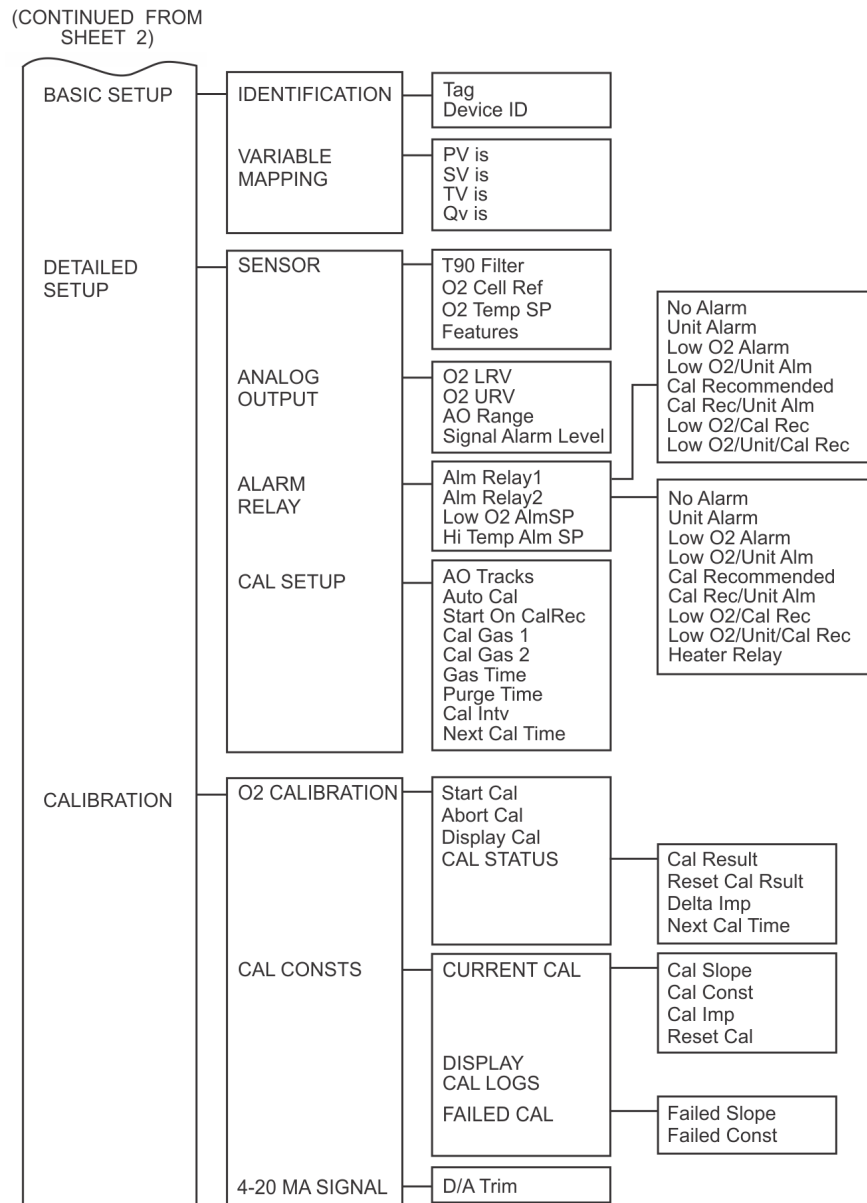 (CONTINUED FROM
SHEET 2)
BASIC SETUP
IDENTIFICATION
Tag
Device ID
VARIABLE
MAPPING
PV is
SV is
TV is
Qv is
DETAILED
SETUP
SENSOR
T90 Filter
O2 Cell Ref
O2 Temp SP
Features
ANALOG
OUTPUT
O2 LRV
O2 URV
AO Range
Signal Alarm Level
ALARM
RELAY
Alm Relay1
Alm Relay2
Low O2 AlmSP
Hi Temp Alm SP
No Alarm
Unit Alarm
Low O2 Alarm
Low O2/Unit Alm
Cal Recommended
Cal Rec/Unit Alm
Low O2/Cal Rec
Low O2/Unit/Cal Rec
No Alarm
Unit Alarm
Low O2 Alarm
Low O2/Unit Alm
Cal Recommended
Cal Rec/Unit Alm
Low O2/Cal Rec
Low O2/Unit/Cal Rec
Heater Relay
CAL SETUP
AO Tracks
Auto Cal
Start On CalRec
Cal Gas 1
Cal Gas 2
Gas Time
Purge Time
Cal Intv
Next Cal Time
CALIBRATION
O2 CALIBRATION
Start Cal
Abort Cal
Display Cal
CAL STATUS
Cal Result
Reset Cal Rsult
Delta Imp
Next Cal Time
CAL CONSTS
CURRENT CAL
Cal Slope
Cal Const
Cal Imp
Reset Cal
DISPLAY
CAL LOGS
FAILED CAL
Failed Slope
Failed Const
4-20 MA SIGNAL
D/A Trim